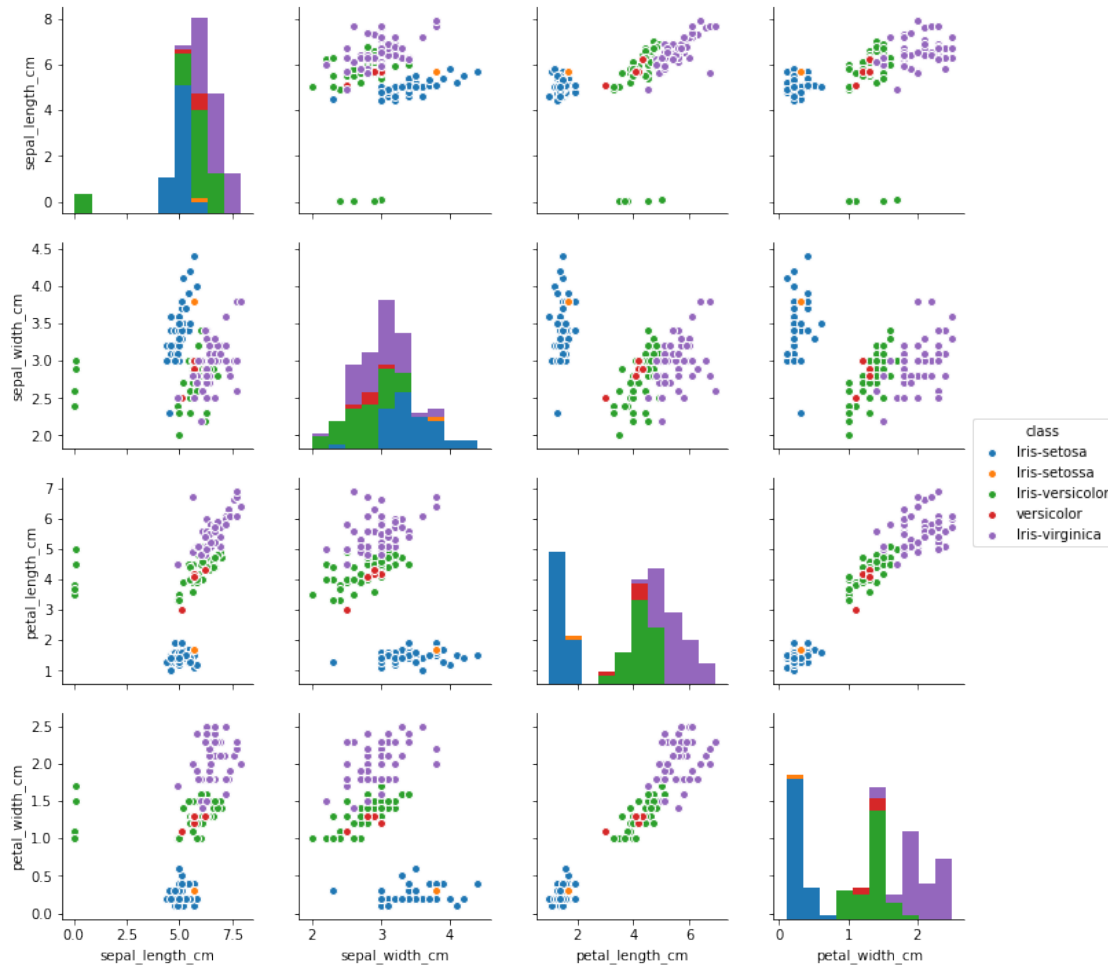 8
6
4
2
0
sepal_length_cm
4.5
4.0
3.5
3.0
2.5
2.0
sepal_width_cm
class
Iris-setosa
Iris-setossa
Iris-versicolor
versicolor
Iris-virginica
7
6
5
4
3
2
1
petal_length_cm
2.5
2.0
1.5
1.0
0.5
0.0
petal_width_cm
0.0 2.5 5.0 7.5
sepal_length_cm
2 3 4
sepal_width_cm
2 4 6
petal_length_cm
0 1 2
petal_width_cm